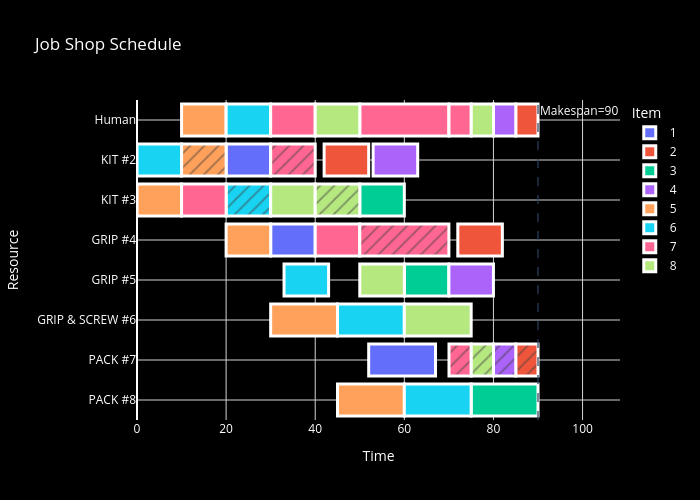 Job Shop Schedule
Makespan=90
Item
1
2
3
4
5
6
7
8
Resource
Human
KIT #2
KIT #3
GRIP #4
GRIP #5
GRIP & SCREW #6
PACK #7
PACK #8
0 20 40 60 80 100
Time